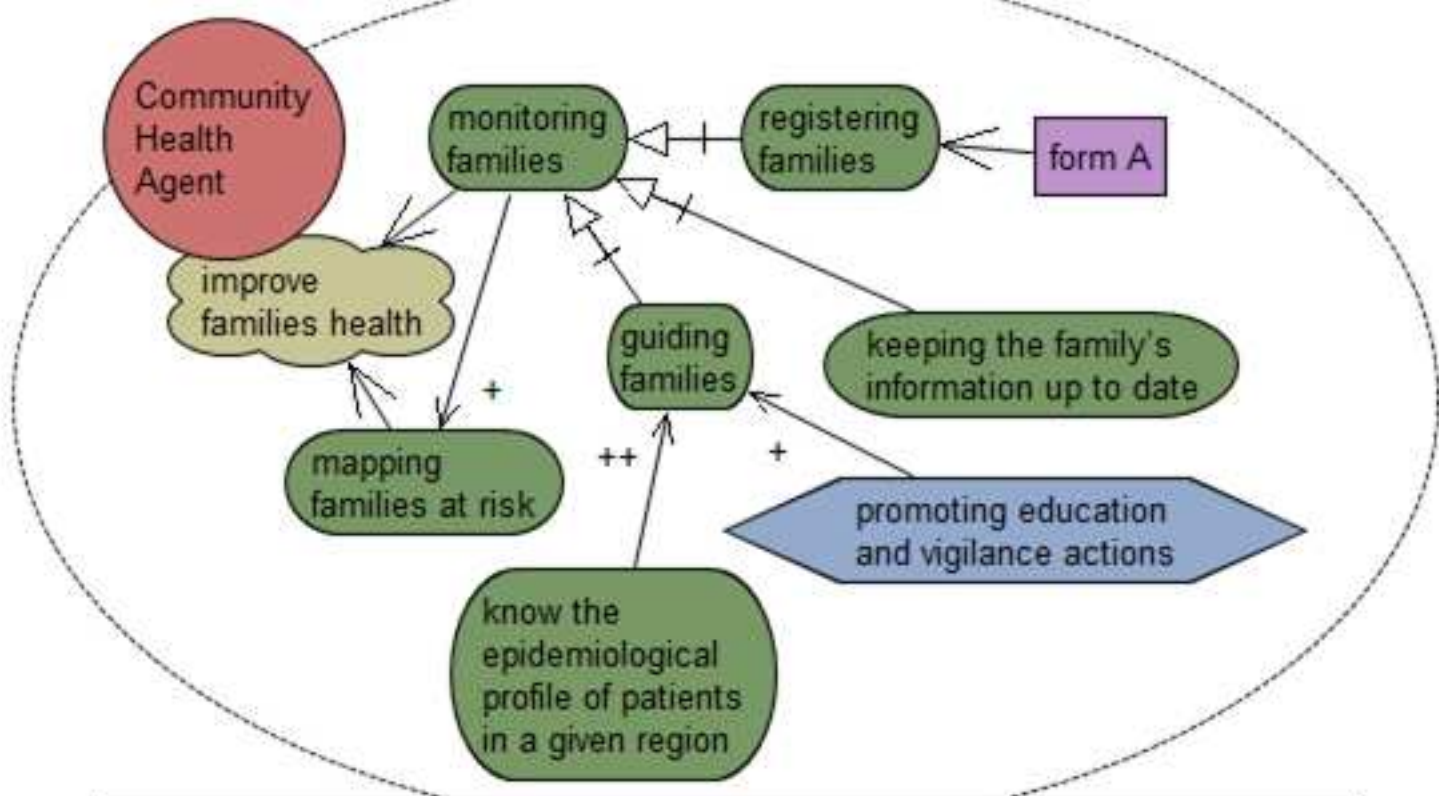 Community
Health
Agent
monitoring
families
registering
families
form A
improve
families health
guiding
families
keeping the family's
information up to date
+
++
+
mapping
families at risk
promoting education
and vigilance actions
know the
epidemiological
profile of patients
in a given region